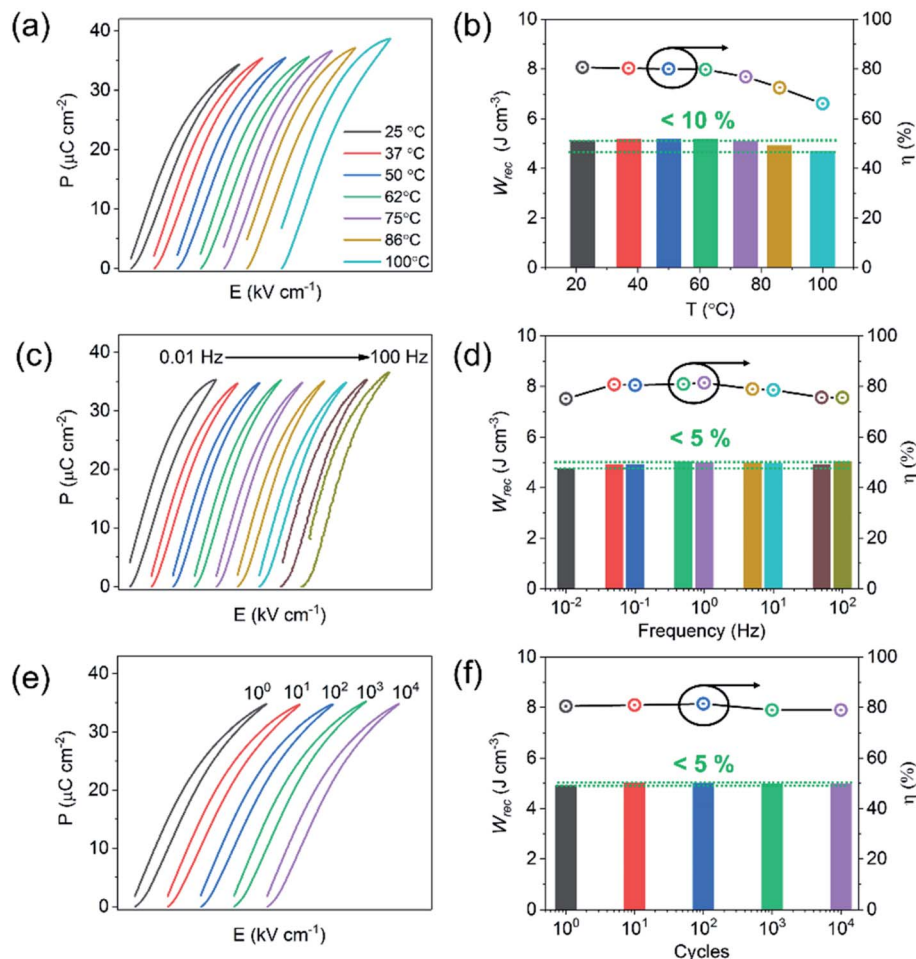 (a)
40
30
20
10
0
P (μC cm⁻²)
E (kV cm⁻¹)
25 °C
37 °C
50 °C
62°C
75°C
86°C
100°C
(b)
10
8
6
4
2
0
W_rec (J cm⁻³)
< 10 %
100
80
60
40
20
0
η (%)
20 40 60 80 100
T (°C)
(c)
0.01 Hz 100 Hz
40
30
20
10
0
P (μC cm⁻²)
E (kV cm⁻¹)
(d)
10
8
6
4
2
0
W_rec (J cm⁻³)
< 5 %
100
80
60
40
20
0
η (%)
10⁻² 10⁻¹ 10⁰ 10¹ 10²
Frequency (Hz)
(e)
10⁰ 10¹ 10² 10³ 10⁴
40
30
20
10
0
P (μC cm⁻²)
E (kV cm⁻¹)
(f)
10
8
6
4
2
0
W_rec (J cm⁻³)
< 5 %
100
80
60
40
20
0
η (%)
10⁰ 10¹ 10² 10³ 10⁴
Cycles